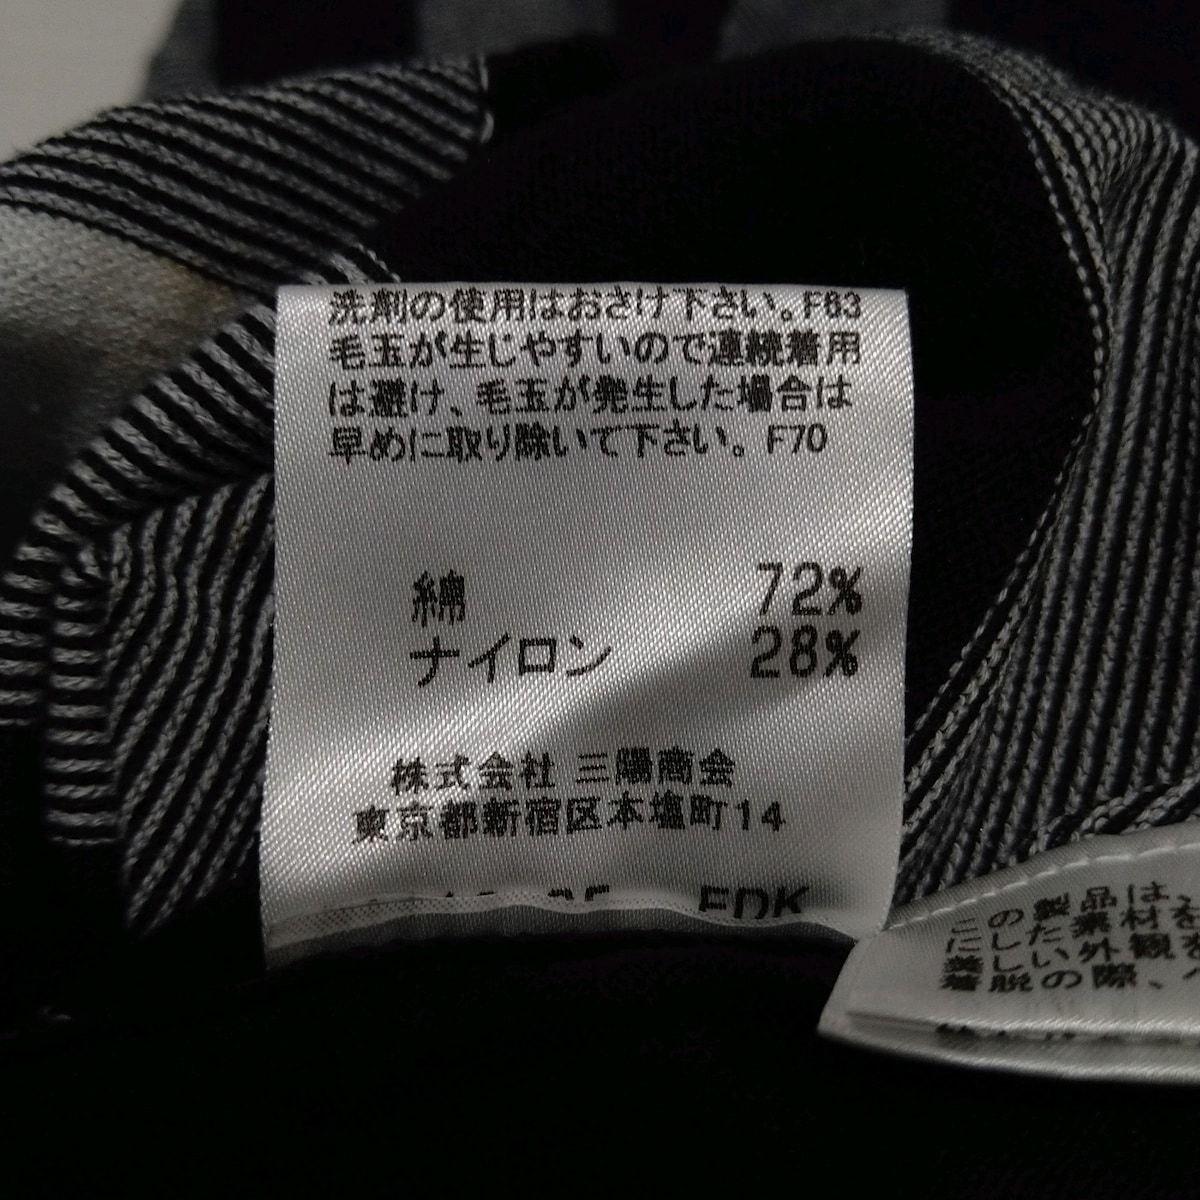 洗剤の使用はおさけ下さい。F63
毛玉が生じやすいので連続着用
は避け、毛玉が発生した場合は
早めに取り除いて下さい。F70
綿 72%
ナイロン 28%
株式会社 三陽商会
東京都新宿区本塩町14
FDK
この製品は、
にした素材を
美しい外観を
着脱の際、